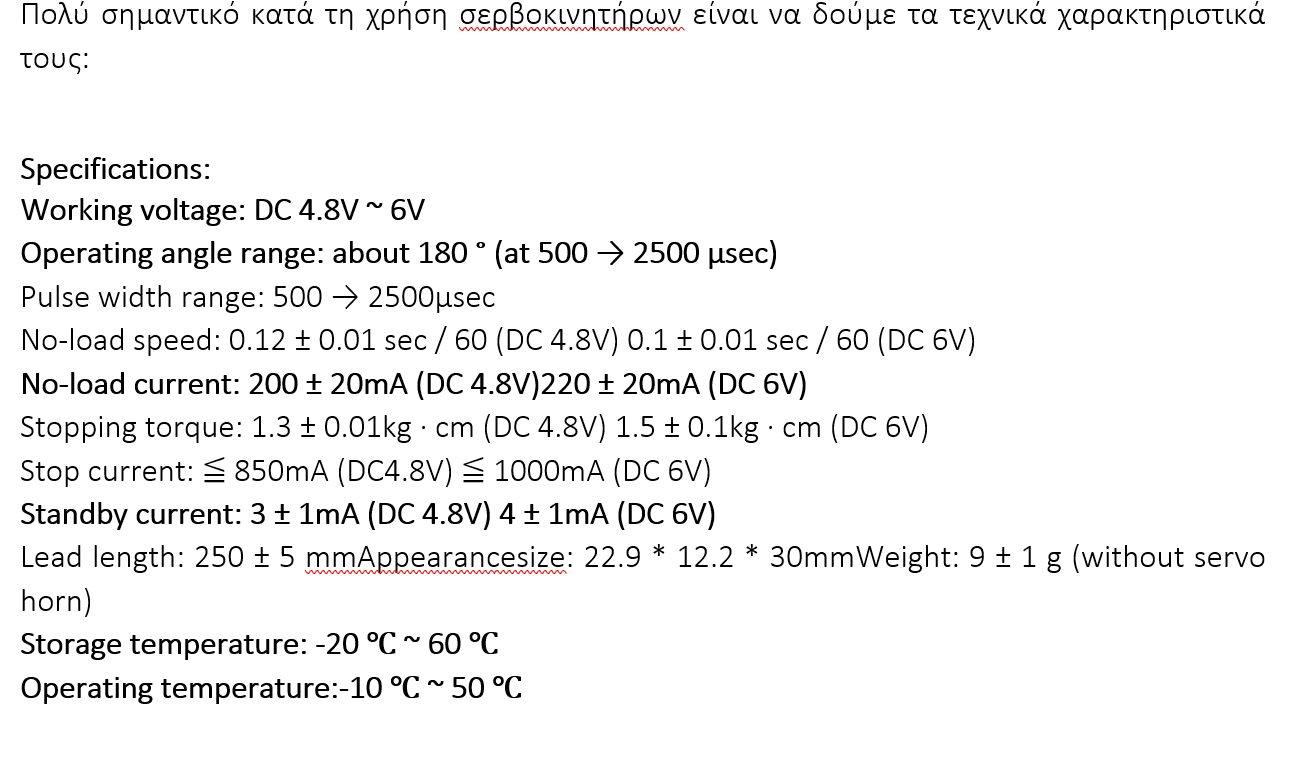 Πολύ σημαντικό κατά τη χρήση σερβοκινητήρων είναι να δούμε τα τεχνικά χαρακτηριστικά
τους:
Specifications:
Working voltage: DC 4.8V ~ 6V
Operating angle range: about 180 ° (at 500 → 2500 μsec)
Pulse width range: 500 → 2500μsec
No-load speed: 0.12 ± 0.01 sec / 60 (DC 4.8V) 0.1 ± 0.01 sec / 60 (DC 6V)
No-load current: 200 ± 20mA (DC 4.8V)220 ± 20mA (DC 6V)
Stopping torque: 1.3 ± 0.01kg · cm (DC 4.8V) 1.5 ± 0.1kg · cm (DC 6V)
Stop current: ≦ 850mA (DC4.8V) ≦ 1000mA (DC 6V)
Standby current: 3 ± 1mA (DC 4.8V) 4 ± 1mA (DC 6V)
Lead length: 250 ± 5 mmAppearancesize: 22.9 * 12.2 * 30mmWeight: 9 ± 1 g (without servo
horn)
Storage temperature: -20 ℃ ~ 60 ℃
Operating temperature:-10 ℃ ~ 50 ℃